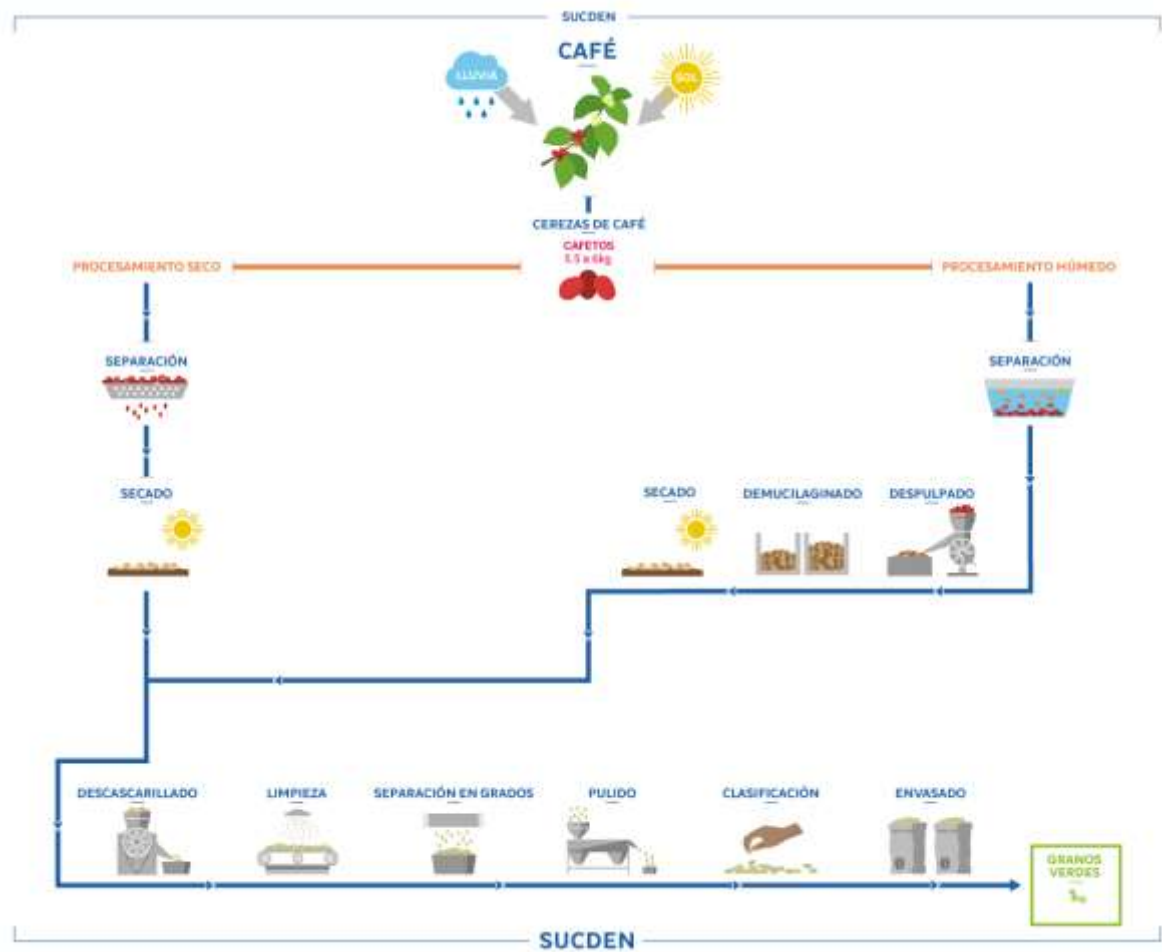 SUCDEN
CAFÉ
LLUVIA
SOL
CEREZAS DE CAFÉ
CAFETOS
5.5 a 6kg
PROCESAMIENTO SECO
PROCESAMIENTO HÚMEDO
SEPARACIÓN
SEPARACIÓN
SECADO
SECADO
DEMUCILAGINADO
DESPULPADO
DESCASCARILLADO
LIMPIEZA
SEPARACIÓN EN GRADOS
PULIDO
CLASIFICACIÓN
ENVASADO
GRANOS
VERDES
1kg
SUCDEN